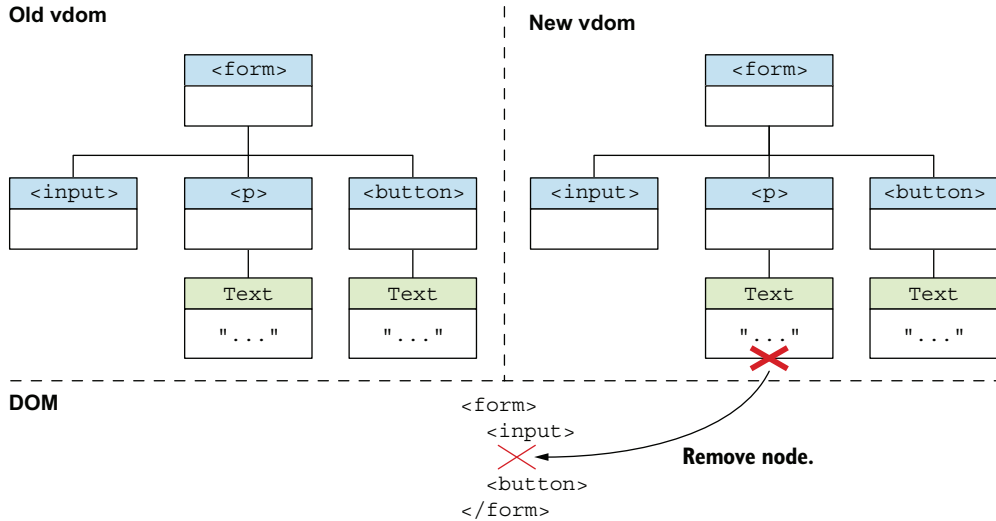 Old vdom
New vdom
<form>
<form>
<input>
<p>
<button>
<input>
<p>
<button>
Text
Text
Text
Text
"..."
"..."
"..."
"..."
DOM
<form>
<input>
Remove node.
<button>
</form>